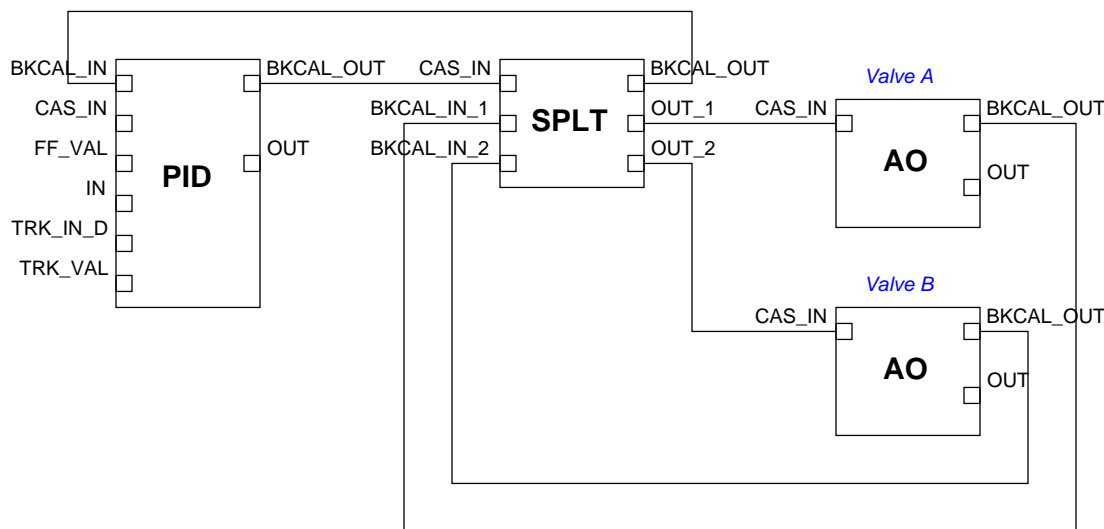 BKCAL_IN
BKCAL_OUT
CAS_IN
BKCAL_OUT
Valve A
CAS_IN
BKCAL_IN_1
SPLT
OUT_1
CAS_IN
BKCAL_OUT
FF_VAL
PID
OUT
BKCAL_IN_2
OUT_2
AO
IN
OUT
TRK_IN_D
TRK_VAL
Valve B
CAS_IN
BKCAL_OUT
AO
OUT